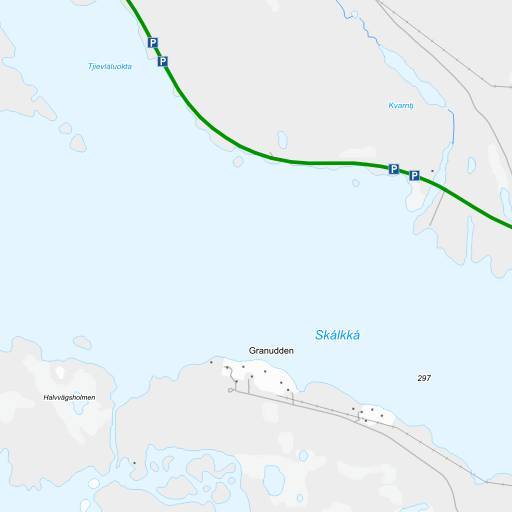 P
P
Tjievlaluokta
Kvarntj
P
P
Skálkká
Granudden
297
Halvvägsholmen